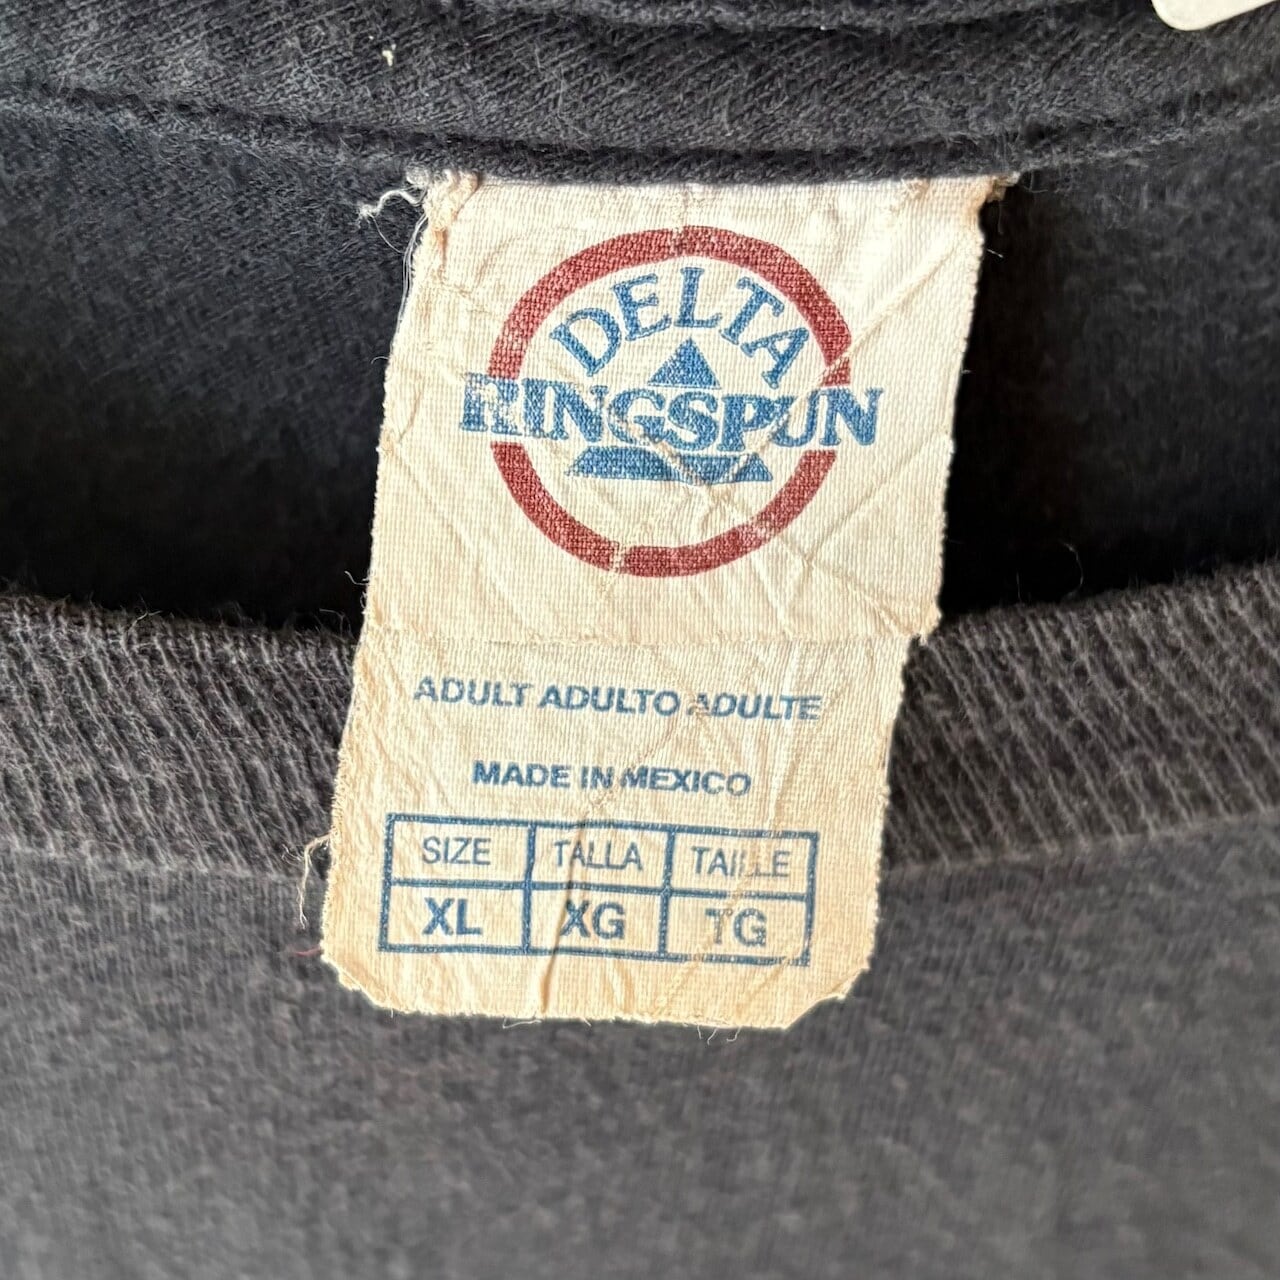 DELTA
RINGSPUN
ADULT ADULTO ADULTE
MADE IN MEXICO
SIZE TALLA TAILLE
XL XG TG